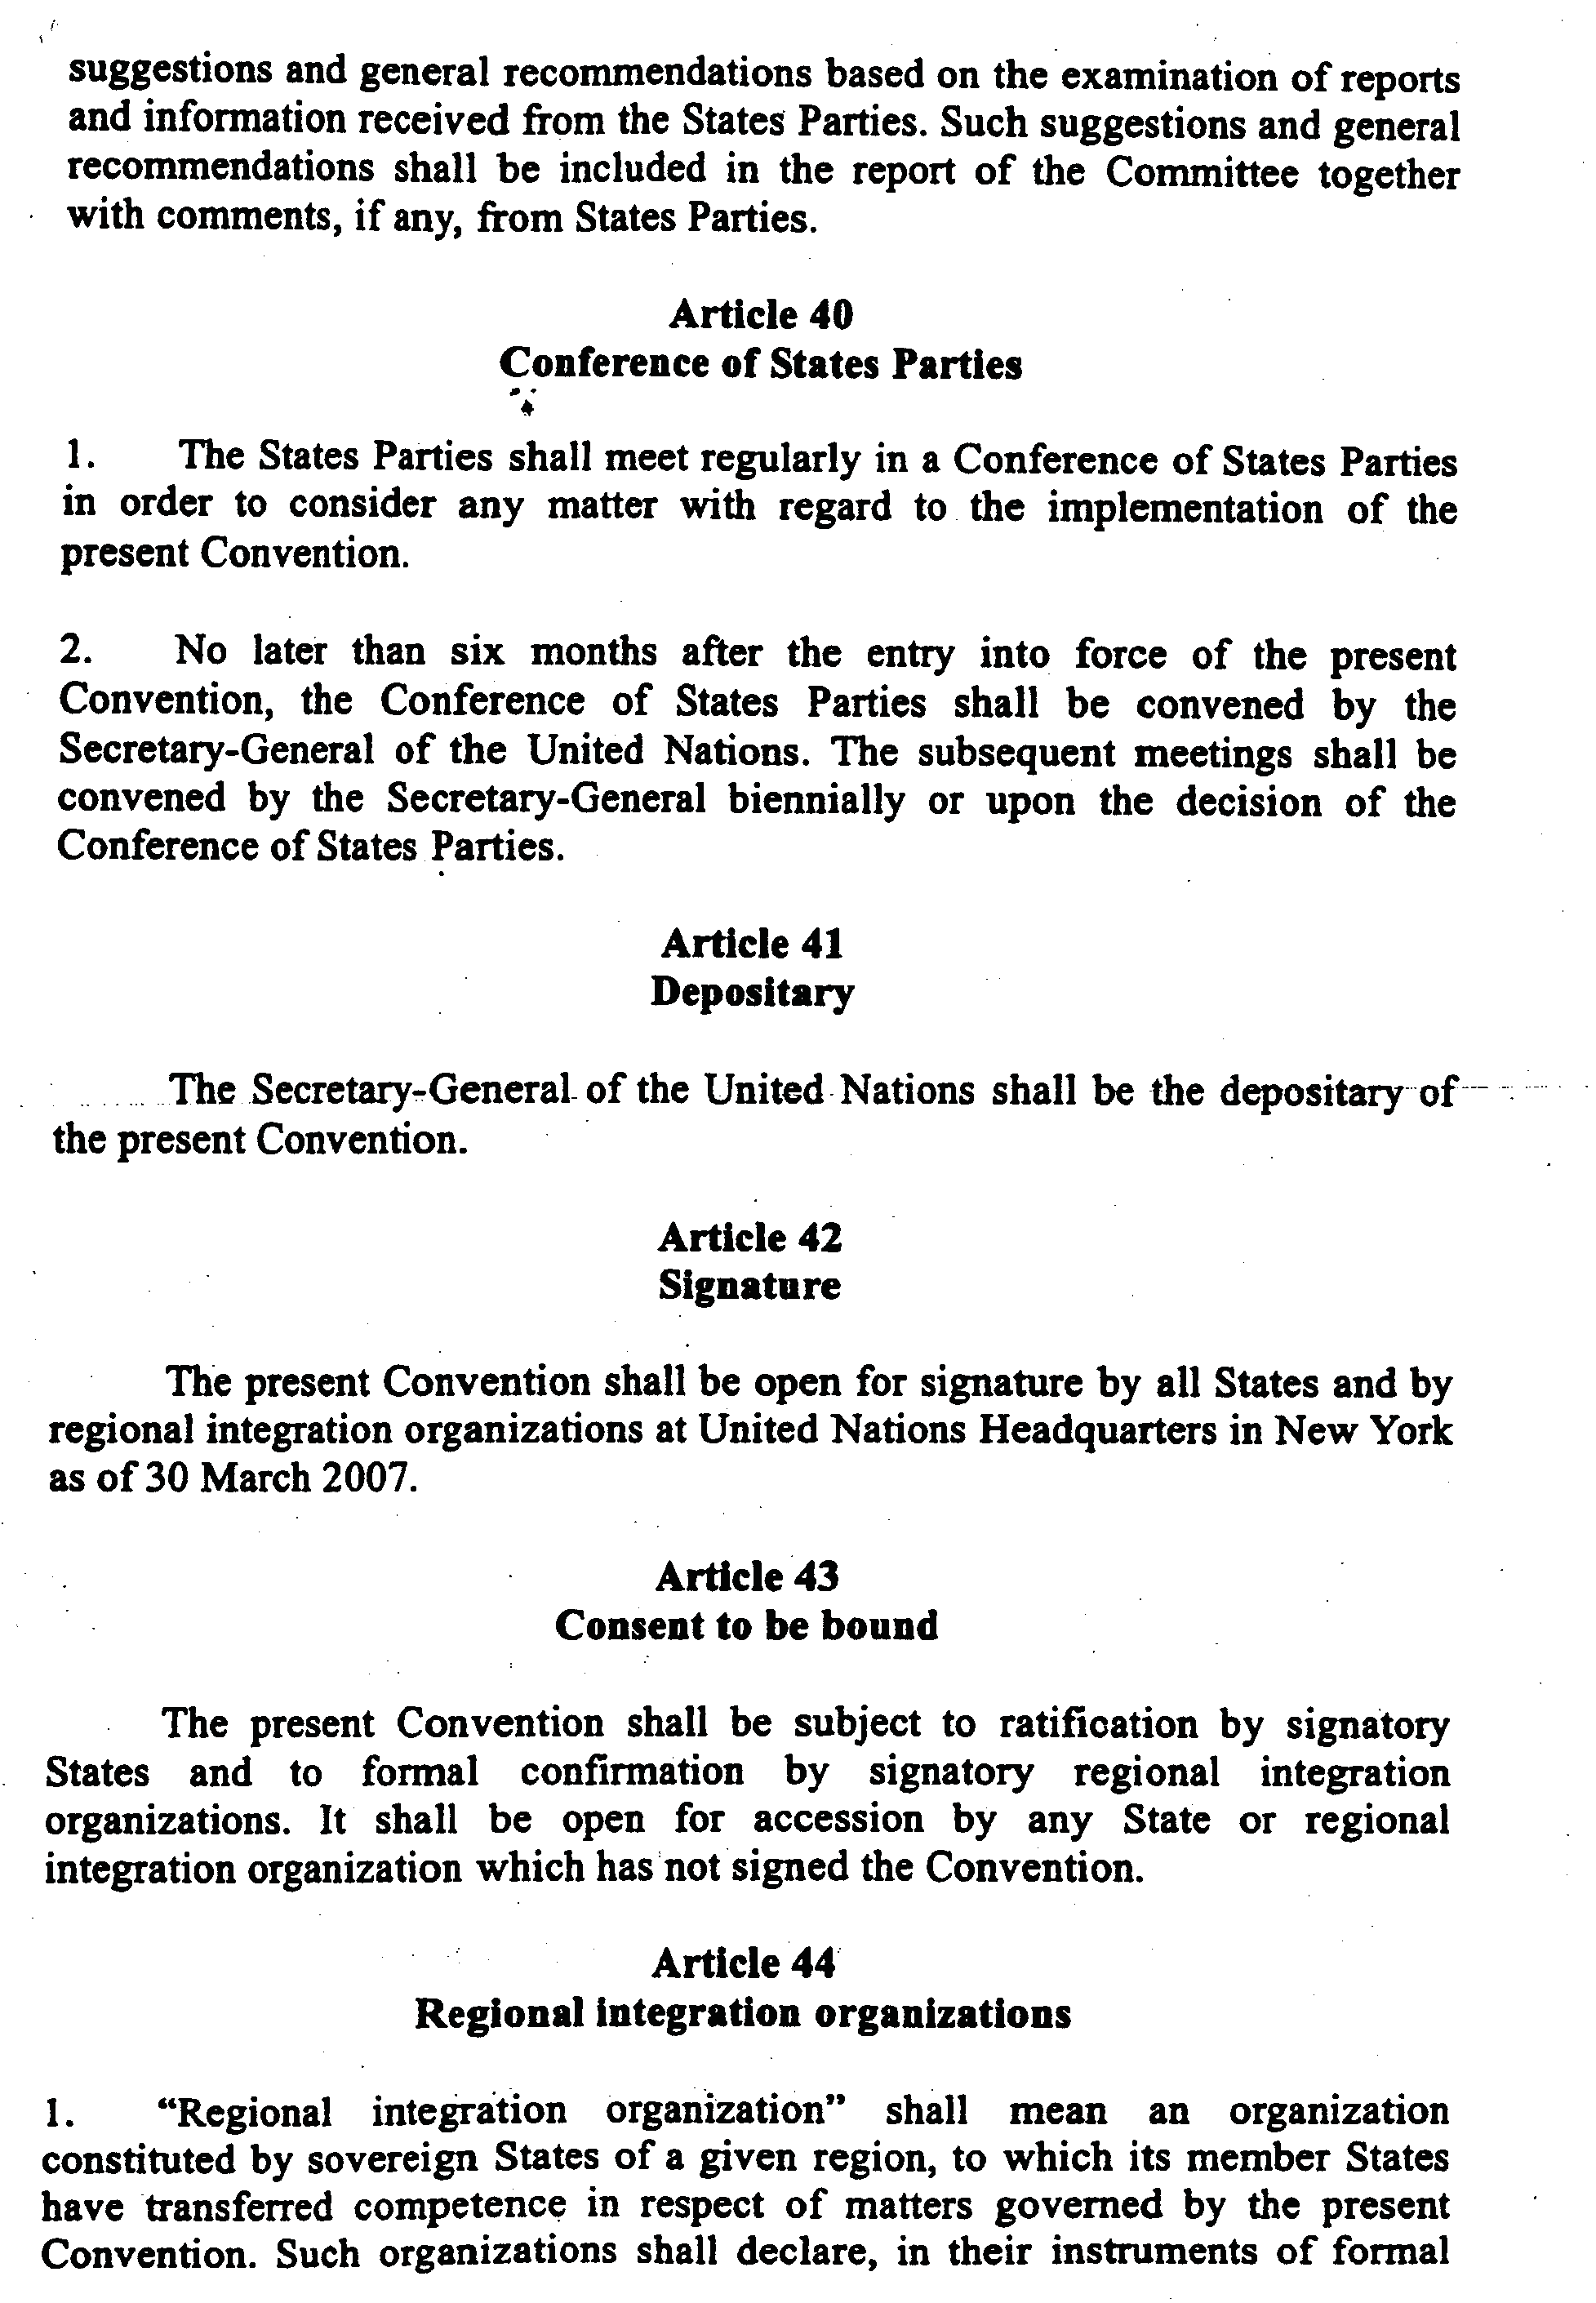 suggestions and general recommendations based on the examination of reports
and information received from the States Parties. Such suggestions and general
recommendations shall be included in the report of the Committee together
with comments, if any, from States Parties.
Article 40
Conference of States Parties
1. The States Parties shall meet regularly in a Conference of States Parties
in order to consider any matter with regard to the implementation of the
present Convention.
2. No later than six months after the entry into force of the present
Convention, the Conference of States Parties shall be convened by the
Secretary-General of the United Nations. The subsequent meetings shall be
convened by the Secretary-General biennially or upon the decision of the
Conference of States Parties.
Article 41
Depositary
The Secretary-General of the United Nations shall be the depositary of
the present Convention.
Article 42
Signature
The present Convention shall be open for signature by all States and by
regional integration organizations at United Nations Headquarters in New York
as of 30 March 2007.
Article 43
Consent to be bound
The present Convention shall be subject to ratification by signatory
States and to formal confirmation by signatory regional integration
organizations. It shall be open for accession by any State or regional
integration organization which has not signed the Convention.
Article 44
Regional integration organizations
1. “Regional integration organization” shall mean an organization
constituted by sovereign States of a given region, to which its member States
have transferred competence in respect of matters governed by the present
Convention. Such organizations shall declare, in their instruments of formal